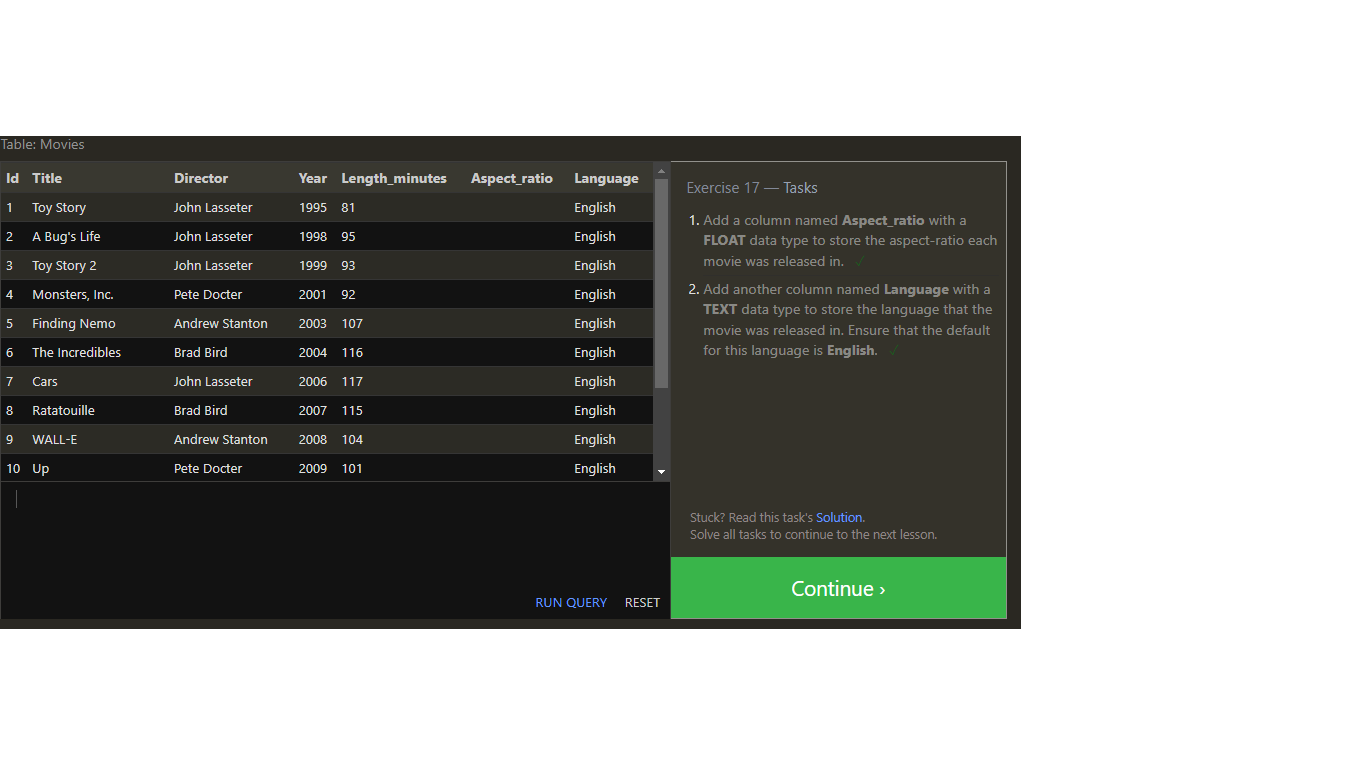 Table: Movies
Id Title Director Year Length_minutes Aspect_ratio Language
1 Toy Story John Lasseter 1995 81 English
2 A Bug's Life John Lasseter 1998 95 English
3 Toy Story 2 John Lasseter 1999 93 English
4 Monsters, Inc. Pete Docter 2001 92 English
5 Finding Nemo Andrew Stanton 2003 107 English
6 The Incredibles Brad Bird 2004 116 English
7 Cars John Lasseter 2006 117 English
8 Ratatouille Brad Bird 2007 115 English
9 WALL-E Andrew Stanton 2008 104 English
10 Up Pete Docter 2009 101 English
RUN QUERY RESET
Exercise 17 — Tasks
1. Add a column named Aspect_ratio with a
FLOAT data type to store the aspect-ratio each
movie was released in. ✓
2. Add another column named Language with a
TEXT data type to store the language that the
movie was released in. Ensure that the default
for this language is English. ✓
Stuck? Read this task's Solution.
Solve all tasks to continue to the next lesson.
Continue ›